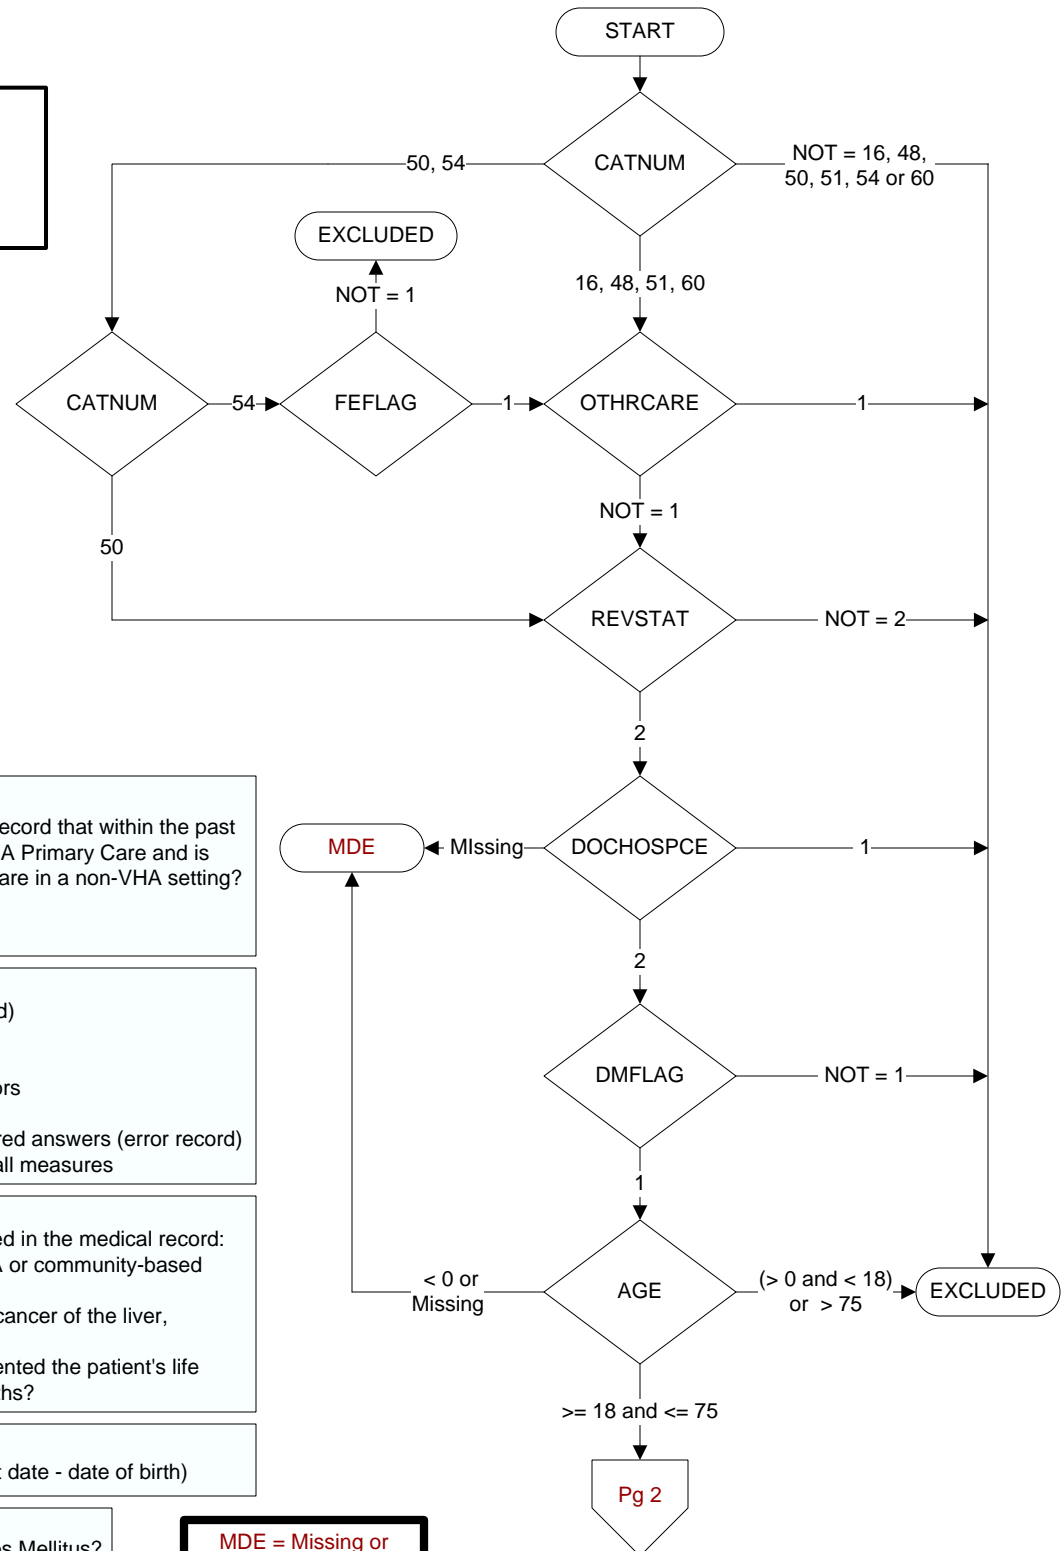 START
CATNUM
50, 54
NOT = 16, 48,
50, 51, 54 or 60
EXCLUDED
NOT = 1
16, 48, 51, 60
CATNUM
54
FEFLAG
1
OTHRCARE
1
NOT = 1
50
REVSTAT
NOT = 2
2
MDE
MIssing
DOCHOSPCE
1
2
DMFLAG
NOT = 1
1
< 0 or
Missing
AGE
(> 0 and < 18)
or > 75
EXCLUDED
>= 18 and <= 75
Pg 2
ecord that within the past
A Primary Care and is
are in a non-VHA setting?
d)
ors
red answers (error record)
all measures
ed in the medical record:
A or community-based
cancer of the liver,
ented the patient's life
ths?
t date - date of birth)
es Mellitus?
MDE = Missing or